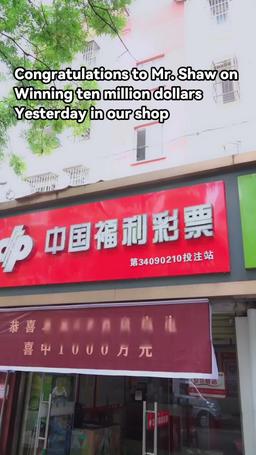 Congratulations to Mr. Shaw on
Winning ten million dollars
Yesterday in our shop
中国福利彩票
第34090210投注站
恭喜
喜中1000万元